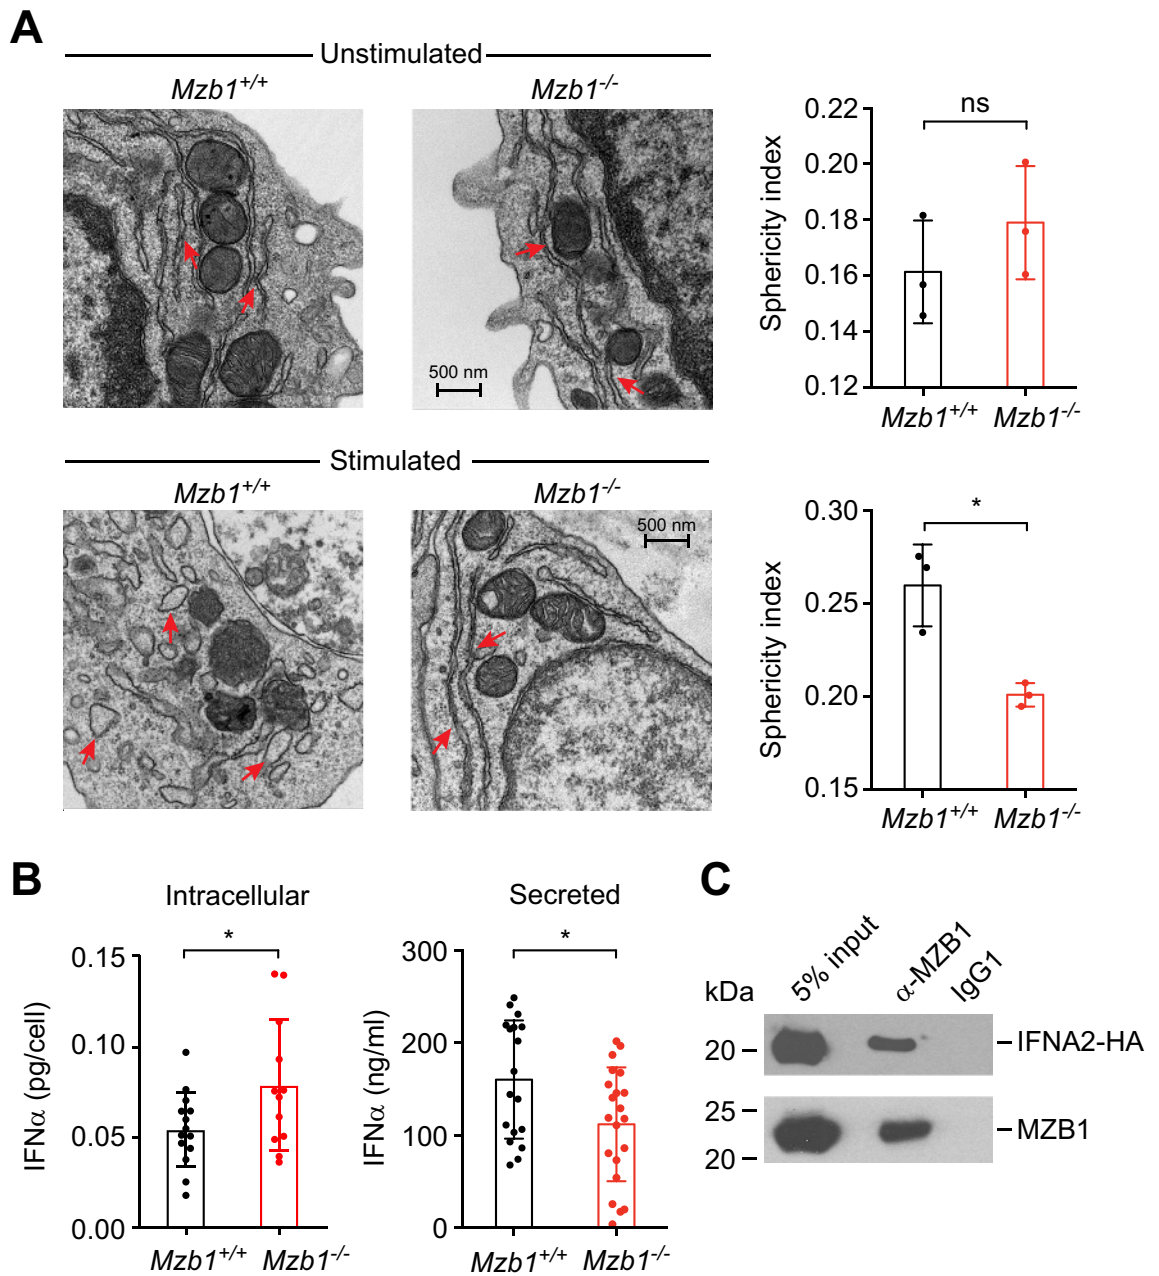 A
Unstimulated
Mzb1+/+
Mzb1-/-
500 nm
Sphericity index
0.22
0.20
0.18
0.16
0.14
0.12
ns
Mzb1+/+ Mzb1-/-
Stimulated
Mzb1+/+
Mzb1-/-
500 nm
Sphericity index
0.30
0.25
0.20
0.15
*
Mzb1+/+ Mzb1-/-
B
Intracellular
IFNα (pg/cell)
0.15
0.10
0.05
0.00
*
Mzb1+/+ Mzb1-/-
Secreted
IFNα (ng/ml)
300
200
100
0
*
Mzb1+/+ Mzb1-/-
C
kDa
5% input
α-MZB1
IgG1
20
IFNA2-HA
25
20
MZB1